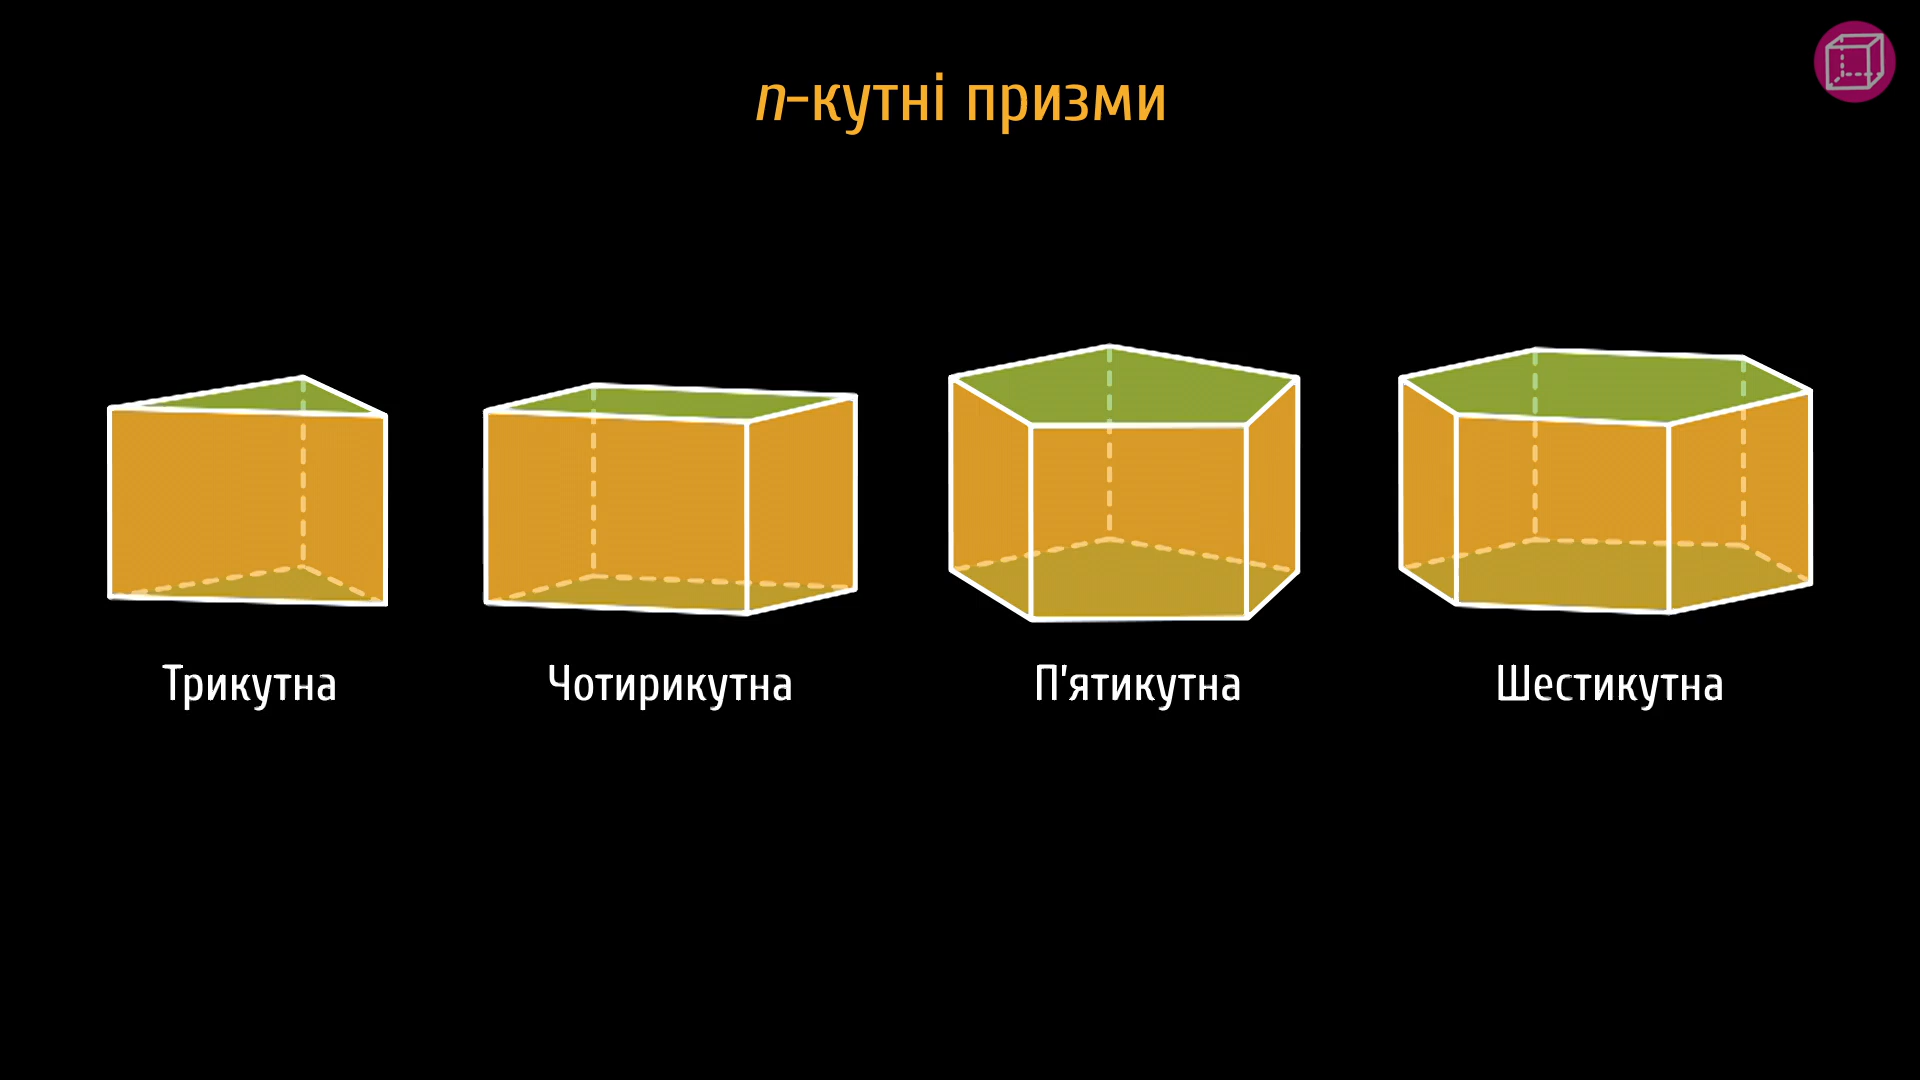 n-кутні призми
Трикутна
Чотирикутна
П'ятикутна
Шестикутна